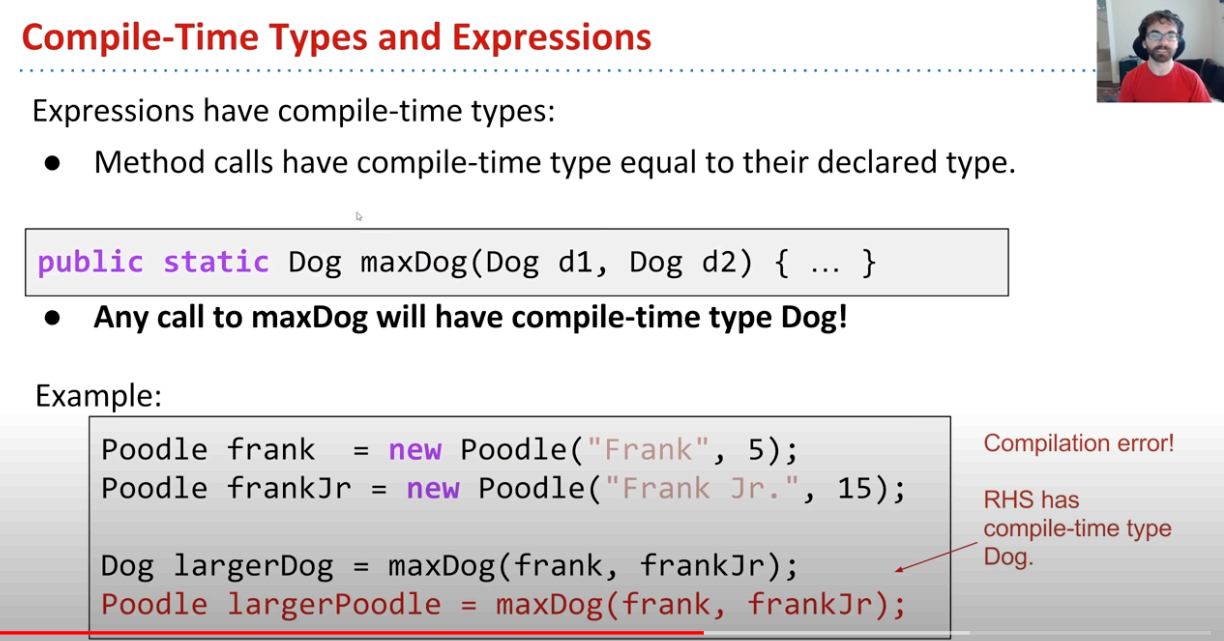 Compile-Time Types and Expressions
Expressions have compile-time types:
● Method calls have compile-time type equal to their declared type.
public static Dog maxDog(Dog d1, Dog d2) { … }
● Any call to maxDog will have compile-time type Dog!
Example:
Poodle frank  = new Poodle("Frank", 5);
Poodle frankJr = new Poodle("Frank Jr.", 15);
Dog largerDog = maxDog(frank, frankJr);
Poodle largerPoodle = maxDog(frank, frankJr);
Compilation error!
RHS has
compile-time type
Dog.